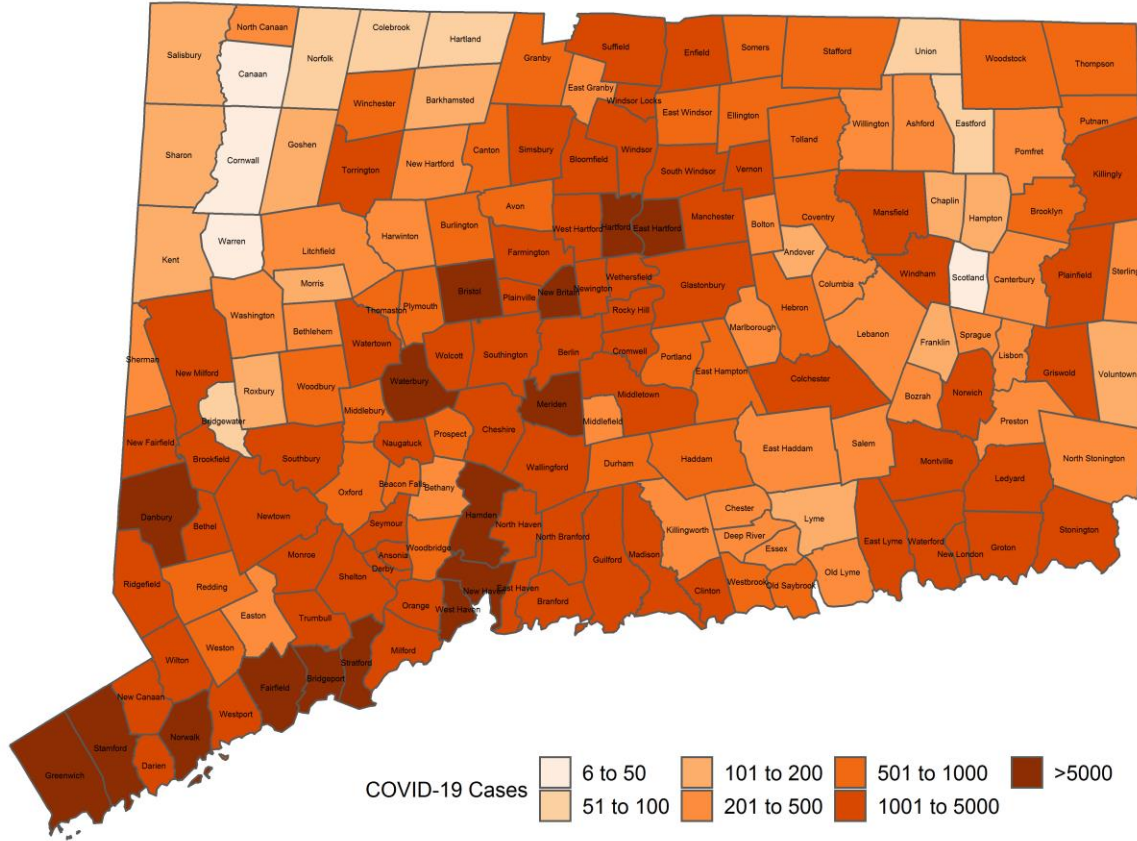 North Canaan
Colebrook
Hartland
Suffield
Enfield
Somers
Stafford
Union
Salisbury
Canaan
Norfolk
Granby
East Granby
Woodstock
Thompson
Winchester
Barkhamsted
Windsor Locks
East Windsor
Ellington
Willington
Ashford
Eastford
Putnam
Sharon
Cornwall
Goshen
Torrington
New Hartford
Canton
Simsbury
Bloomfield
Windsor
South Windsor
Vernon
Tolland
Pomfret
Killingly
Kent
Warren
Litchfield
Harwinton
Burlington
Avon
West Hartford
Hartford
East Hartford
Manchester
Bolton
Coventry
Andover
Mansfield
Chaplin
Hampton
Brooklyn
Morris
Farmington
Bristol
Plainville
New Britain
Newington
Wethersfield
Glastonbury
Rocky Hill
Hebron
Columbia
Windham
Scotland
Canterbury
Plainfield
Sterling
Washington
Bethlehem
Thomaston
Plymouth
Watertown
Wolcott
Southington
Berlin
Cromwell
Portland
Marlborough
East Hampton
Lebanon
Franklin
Sprague
Lisbon
Griswold
Voluntown
Sherman
New Milford
Roxbury
Woodbury
Bridgewater
Waterbury
Middlebury
Meriden
Middletown
Middlefield
Colchester
Bozrah
Norwich
Preston
New Fairfield
Brookfield
Southbury
Naugatuck
Prospect
Cheshire
Wallingford
Durham
Haddam
East Haddam
Salem
Montville
Ledyard
North Stonington
Danbury
Bethel
Newtown
Oxford
Beacon Falls
Bethany
Hamden
North Haven
Seymour
Woodbridge
North Branford
Guilford
Madison
Killingworth
Chester
Deep River
Essex
Lyme
East Lyme
Waterford
New London
Groton
Stonington
Ridgefield
Redding
Monroe
Ansonia
Derby
Shelton
Easton
Trumbull
Orange
West Haven
New Haven
East Haven
Branford
Clinton
Westbrook
Old Saybrook
Old Lyme
Wilton
Weston
Milford
Stratford
Bridgeport
Fairfield
New Canaan
Westport
Norwalk
Darien
Stamford
Greenwich
COVID-19 Cases
6 to 50
101 to 200
501 to 1000
>5000
51 to 100
201 to 500
1001 to 5000